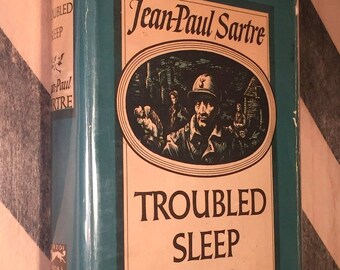 TROUBLED
SLEEP
Jean-Paul
SARTRE
Jean-Paul Sartre
TROUBLED
SLEEP